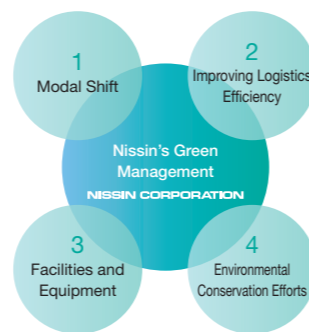 1
Modal Shift
2
Improving Logistics
Efficiency
Nissin's Green
Management
NISSIN CORPORATION
3
Facilities and
Equipment
4
Environmental
Conservation Efforts